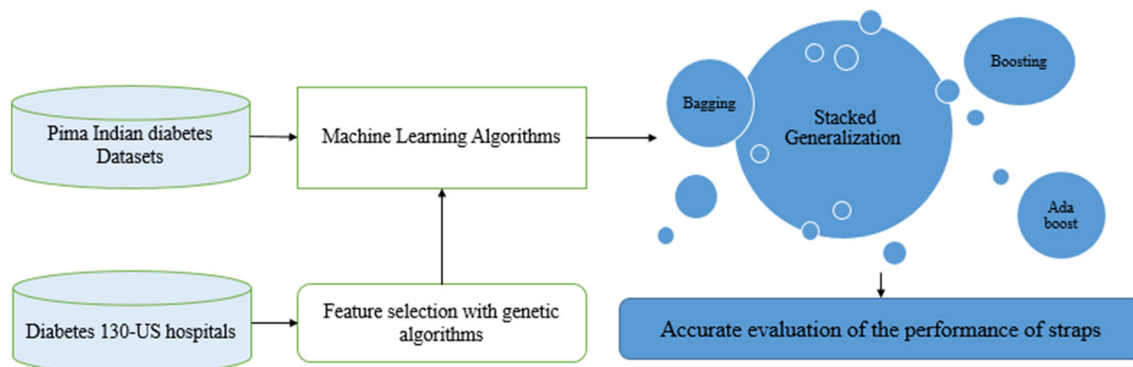 Pima Indian diabetes
Datasets
Machine Learning Algorithms
Bagging
Stacked
Generalization
Boosting
Ada
boost
Diabetes 130-US hospitals
Feature selection with genetic
algorithms
Accurate evaluation of the performance of straps